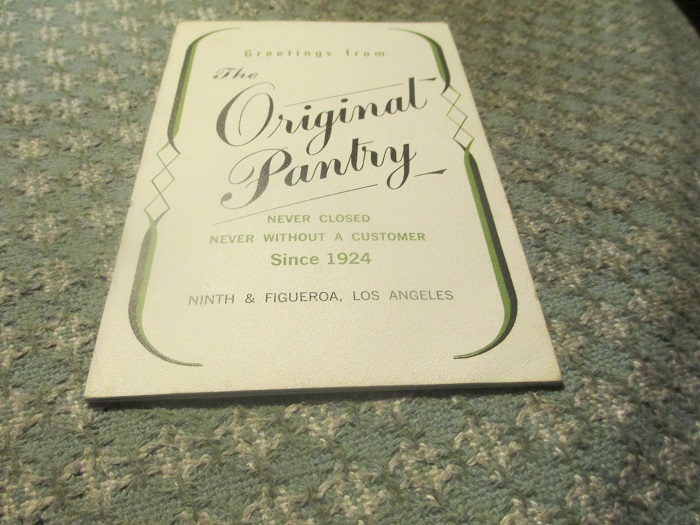 Greetings from
The
Original
Pantry
NEVER CLOSED
NEVER WITHOUT A CUSTOMER
Since 1924
NINTH & FIGUEROA, LOS ANGELES